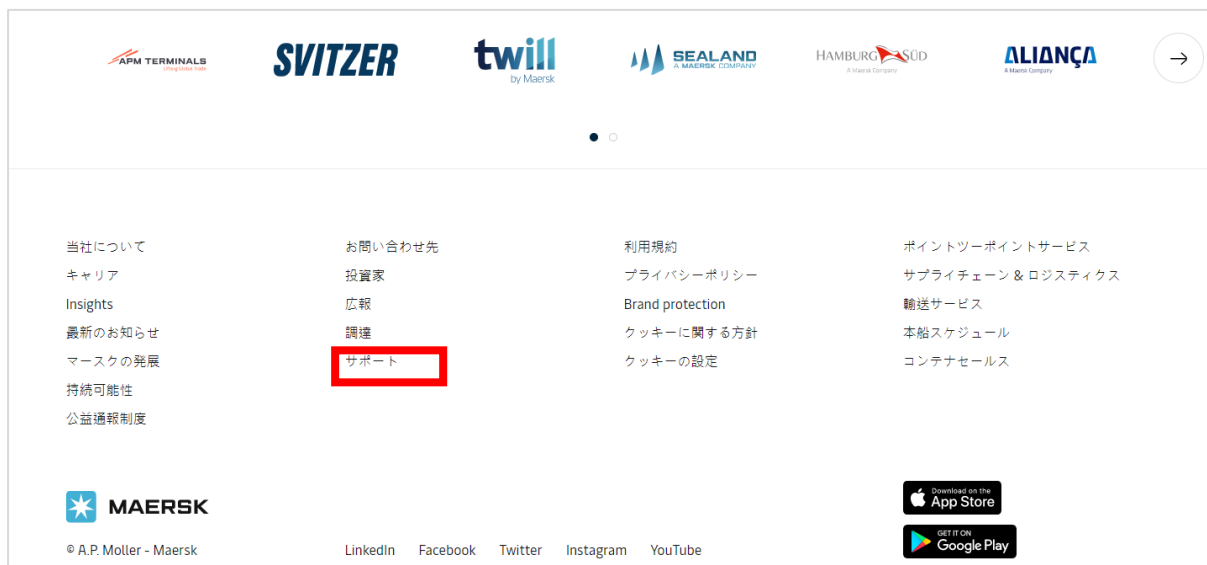 APM TERMINALS
Lifting Global Trade
SVITZER
twill
by Maersk
SEALAND
A MAERSK COMPANY
HAMBURG SÜD
A Maersk Company
ALIANÇA
A Maersk Company
当社について
キャリア
Insights
最新のお知らせ
マースクの発展
持続可能性
公益通報制度
お問い合わせ先
投資家
広報
調達
サポート
利用規約
プライバシーポリシー
Brand protection
クッキーに関する方針
クッキーの設定
ポイントツーポイントサービス
サプライチェーン & ロジスティクス
輸送サービス
本船スケジュール
コンテナセールス
MAERSK
Download on the
App Store
GET IT ON
Google Play
© A.P. Moller - Maersk
LinkedIn Facebook Twitter Instagram YouTube